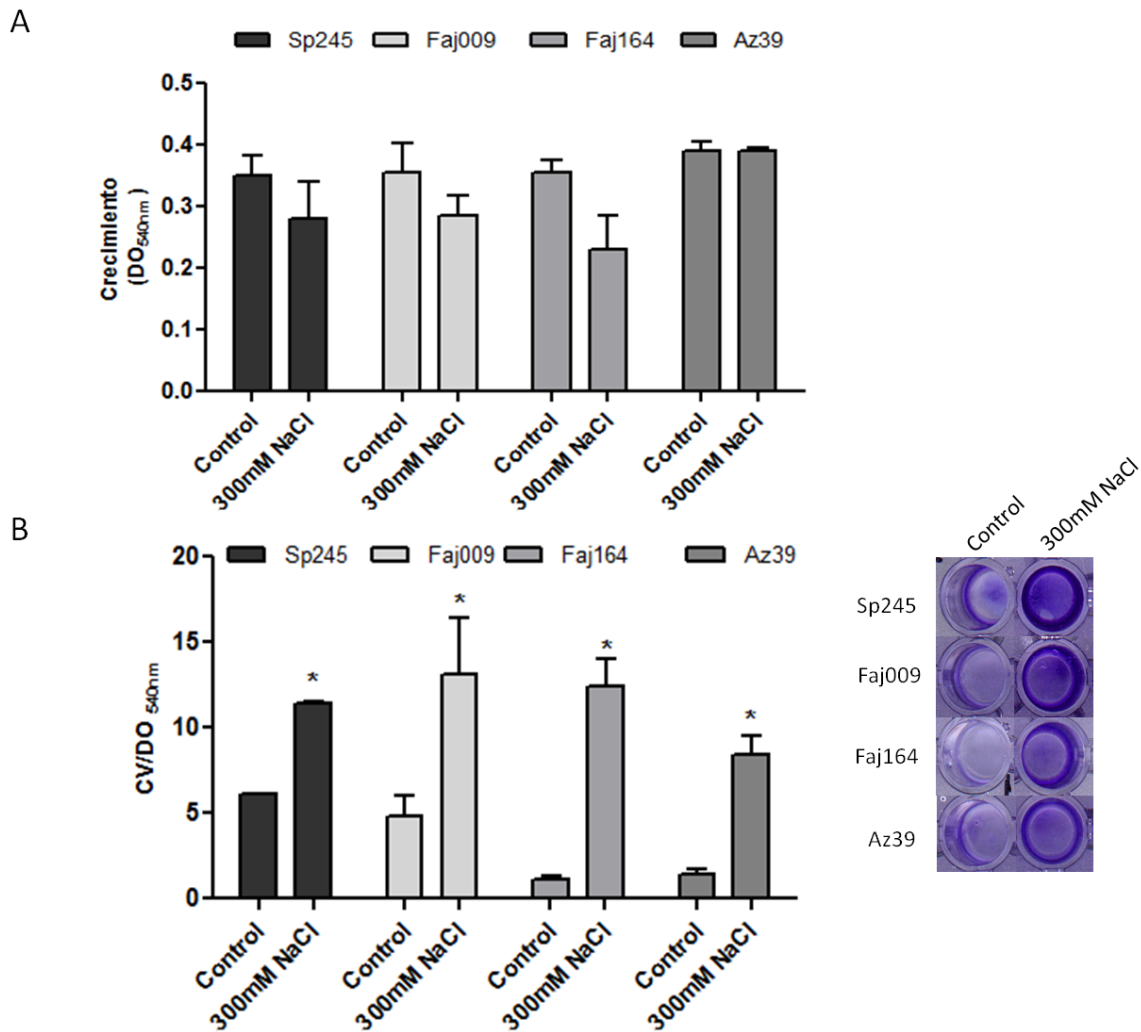 A
Sp245 Faj009 Faj164 Az39
0.5
0.4
0.3
0.2
0.1
0.0
Crecimiento
(DO540nm)
Control
300mM NaCl
Control
300mM NaCl
Control
300mM NaCl
Control
300mM NaCl
B
Sp245 Faj009 Faj164 Az39
20
15
10
5
0
CV/DO 540nm
*
*
*
*
Control
300mM NaCl
Control
300mM NaCl
Control
300mM NaCl
Control
300mM NaCl
Control
300mM NaCl
Sp245
Faj009
Faj164
Az39